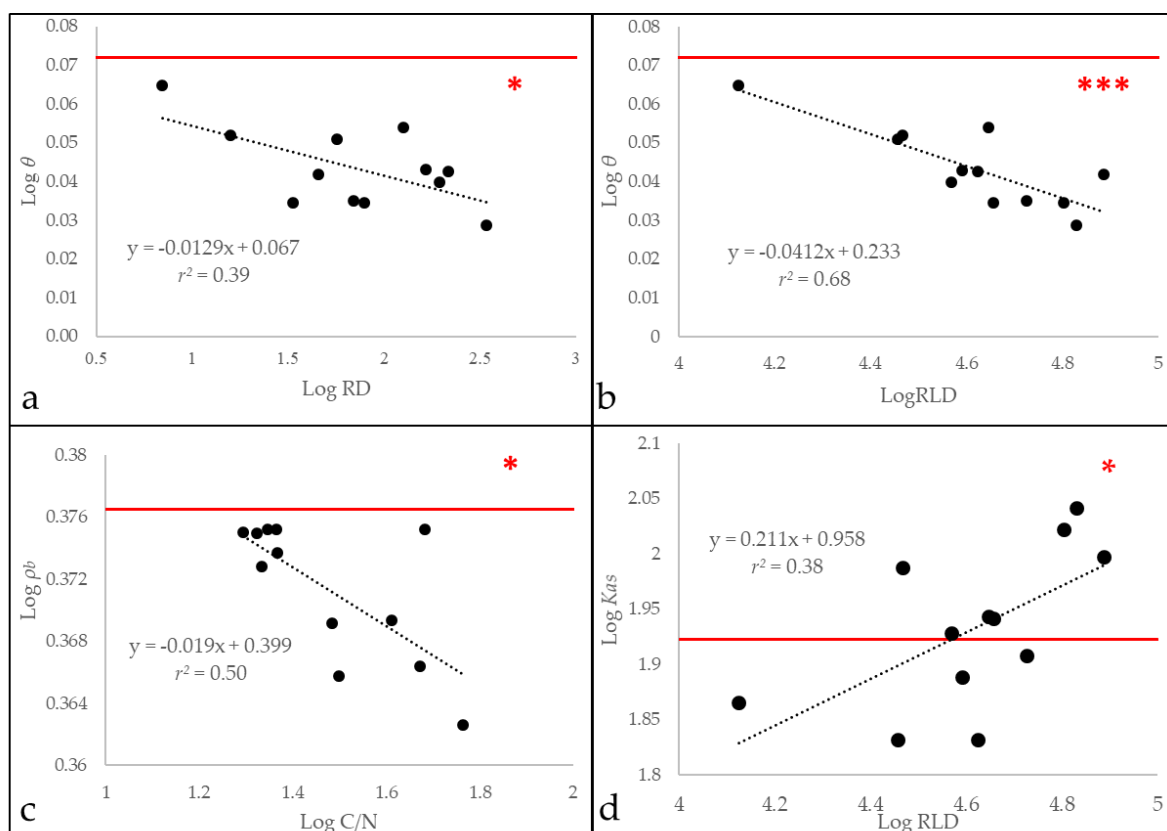 0.08
0.07
0.06
0.05
0.04
0.03
0.02
0.01
0.00
Log θ
*
y = -0.0129x + 0.067
r² = 0.39
0.5 1 1.5 2 2.5 3
Log RD
a
0.08
0.07
0.06
0.05
0.04
0.03
0.02
0.01
0
Log θ
***
y = -0.0412x + 0.233
r² = 0.68
4 4.2 4.4 4.6 4.8 5
LogRLD
b
0.38
0.376
0.372
0.368
0.364
0.36
Log ρb
*
y = -0.019x + 0.399
r² = 0.50
1 1.2 1.4 1.6 1.8 2
Log C/N
c
2.1
2.05
2
1.95
1.9
1.85
1.8
Log Kas
*
y = 0.211x + 0.958
r² = 0.38
4 4.2 4.4 4.6 4.8 5
Log RLD
d